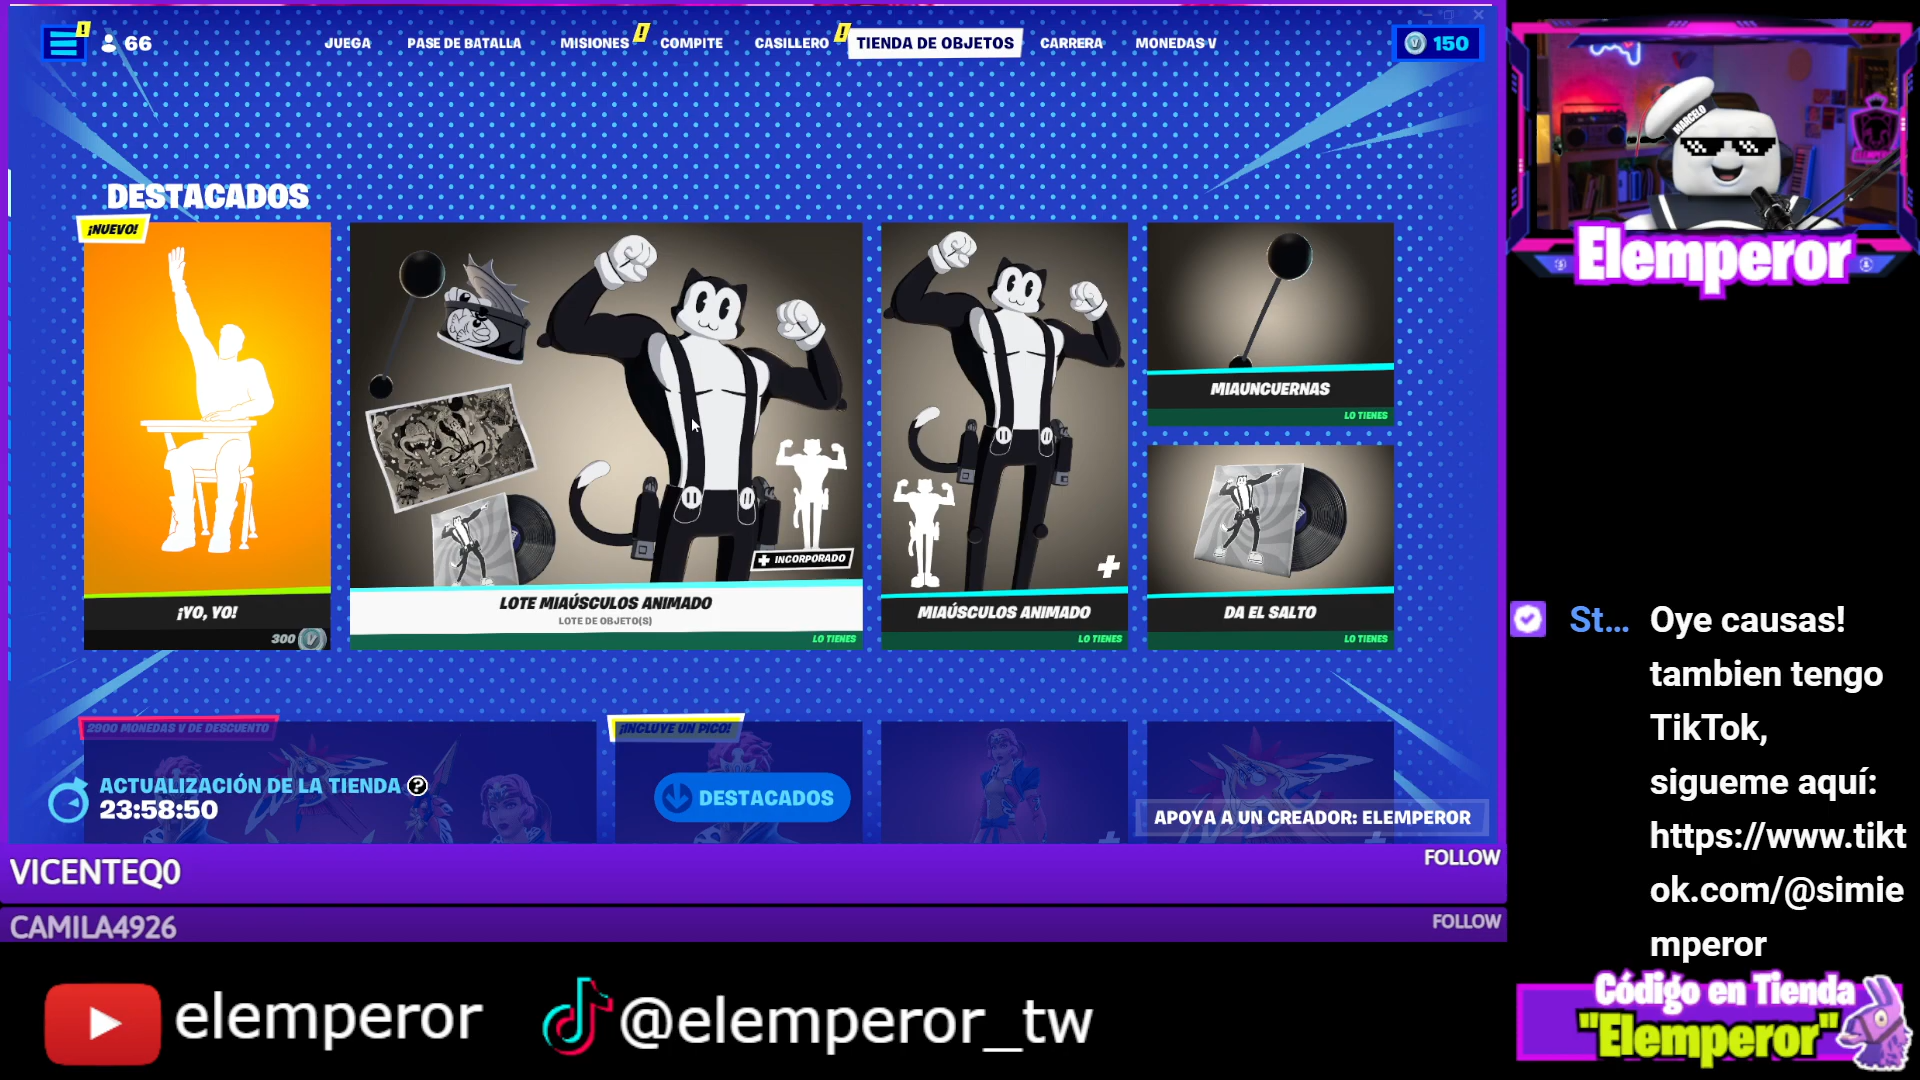 66
JUEGA
PASE DE BATALLA
MISIONES
COMPITE
CASILLERO
TIENDA DE OBJETOS
CARRERA
MONEDAS V
150
MARCELO
Elemperor
DESTACADOS
¡NUEVO!
¡YO, YO!
300
+ INCORPORADO
LOTE MIAÚSCULOS ANIMADO
LOTE DE OBJETO(S)
LO TIENES
MIAÚSCULOS ANIMADO
LO TIENES
MIAUNCUERNAS
LO TIENES
DA EL SALTO
LO TIENES
2900 MONEDAS V DE DESCUENTO
¡INCLUYE UN PICO!
ACTUALIZACIÓN DE LA TIENDA ?
23:58:50
DESTACADOS
APOYA A UN CREADOR: ELEMPEROR
St... Oye causas!
tambien tengo
TikTok,
sigueme aquí:
https://www.tikt
ok.com/@simie
mperor
VICENTEQ0
FOLLOW
CAMILA4926
FOLLOW
elemperor
@elemperor_tw
Código en Tienda
"Elemperor"